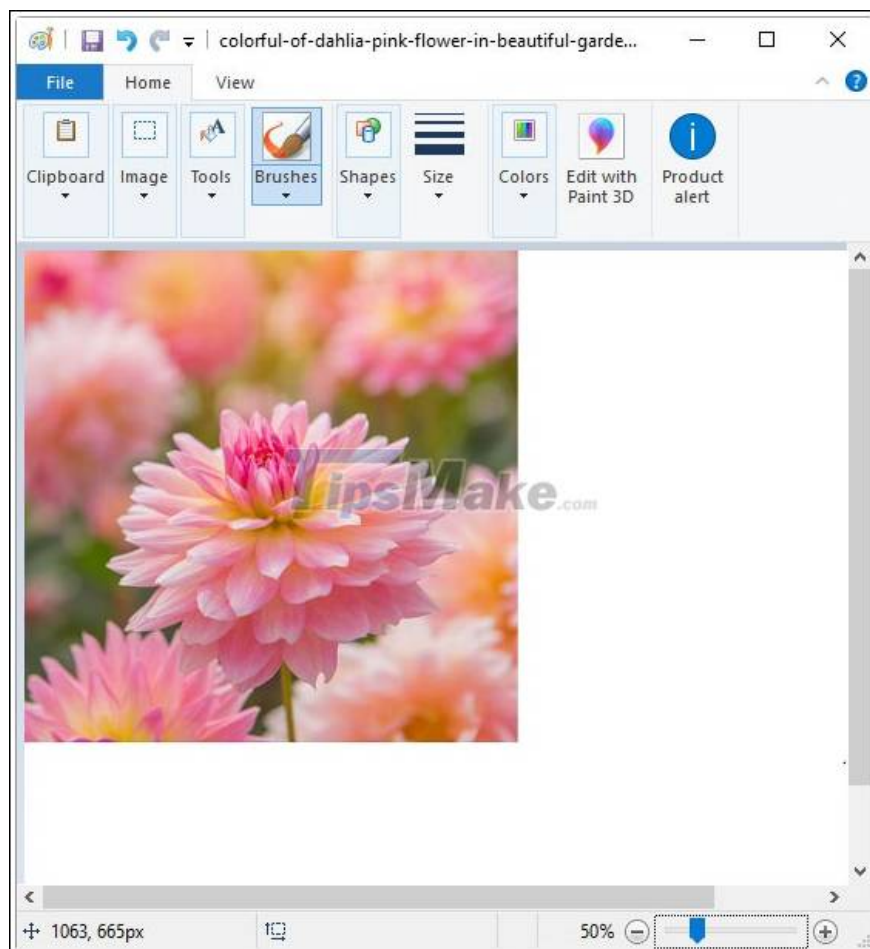 colorful-of-dahlia-pink-flower-in-beautiful-garde...
File Home View
Clipboard Image Tools Brushes Shapes Size Colors Edit with Paint 3D Product alert
TipsMake.com
1063, 665px 50%